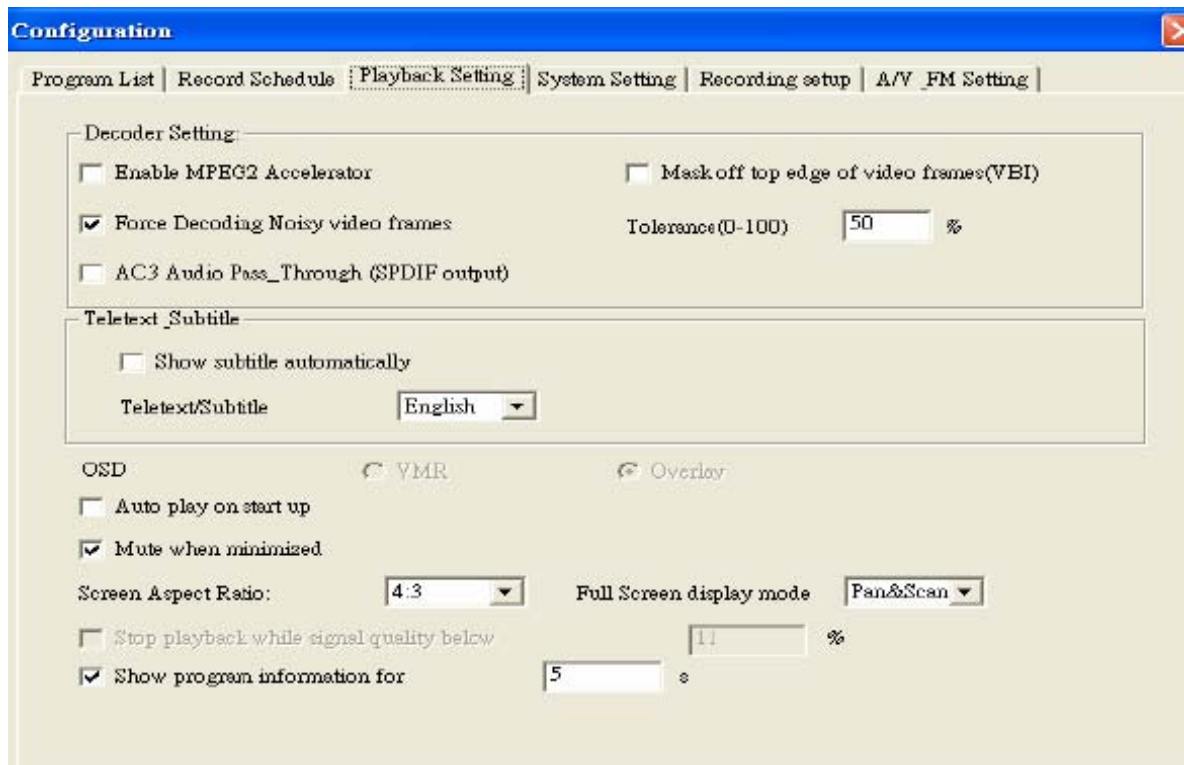 Configuration
Program List Record Schedule Playback Setting System Setting Recording setup A/V_FM Setting
Decoder Setting:
Enable MPEG2 Accelerator Mask off top edge of video frames(VBI)
Force Decoding Noisy video frames Tolerance(0-100) 50 %
AC3 Audio Pass_Through (SPDIF output)
Teletext_Subtitle
Show subtitle automatically
Teletext/Subtitle English
OSD VMR Overlay
Auto play on start up
Mute when minimized
Screen Aspect Ratio: 4:3 Full Screen display mode Pan&Scan
Stop playback while signal quality below 11 %
Show program information for 5 s